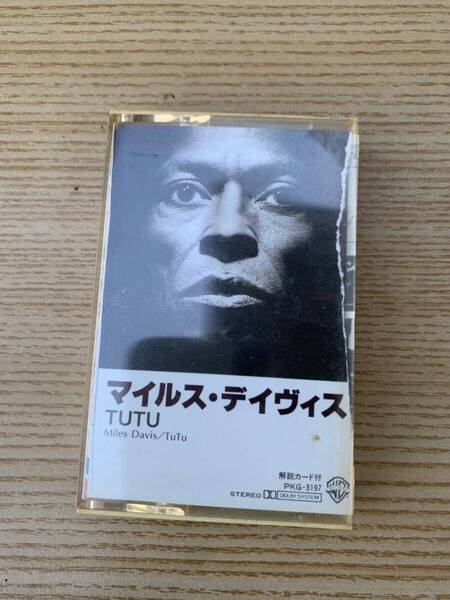 マイルス・デイヴィス
TUTU
Miles Davis/TuTu
解説カード付
PKG-3197
STEREO DOLBY SYSTEM